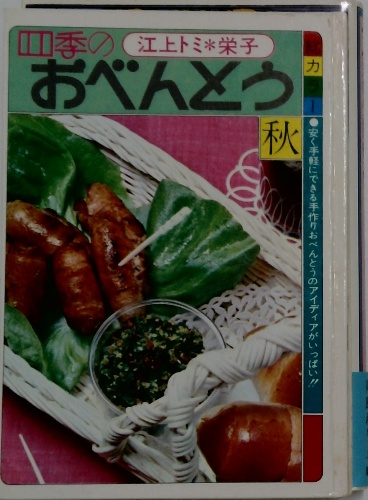 四季の
江上トミ*栄子
おべんとう
秋
カラー
●安く手軽にできる手作りおべんとうのアイディアがいっぱい!!